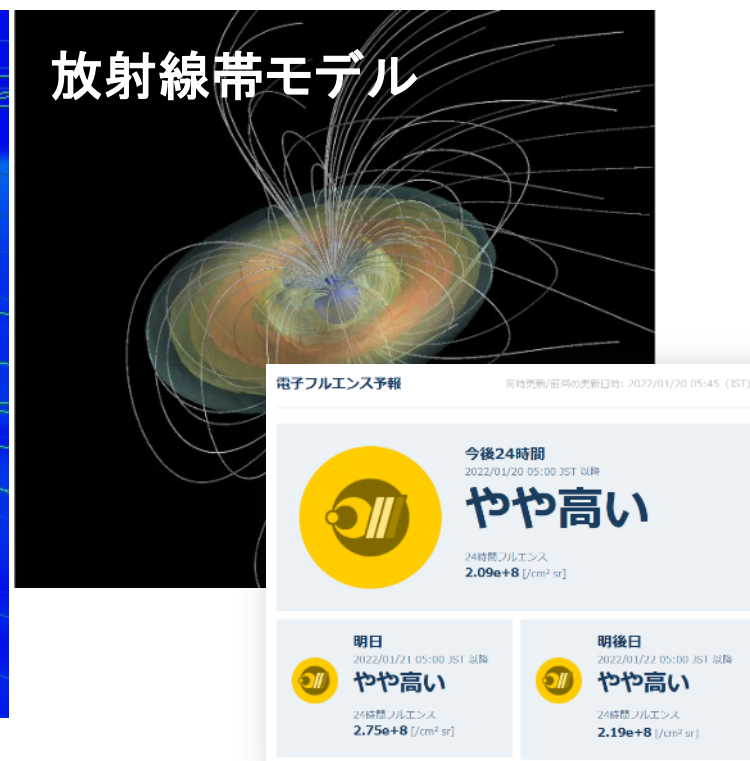 放射線帯モデル
電子フルエンス予報
毎時更新/前回の更新日時: 2022/01/20 05:45 (JST)
今後24時間
2022/01/20 05:00 JST 以降
やや高い
24時間フルエンス
2.09e+8 [/cm² sr]
明日
2022/01/21 05:00 JST 以降
やや高い
24時間フルエンス
2.75e+8 [/cm² sr]
明後日
2022/01/22 05:00 JST 以降
やや高い
24時間フルエンス
2.19e+8 [/cm² sr]